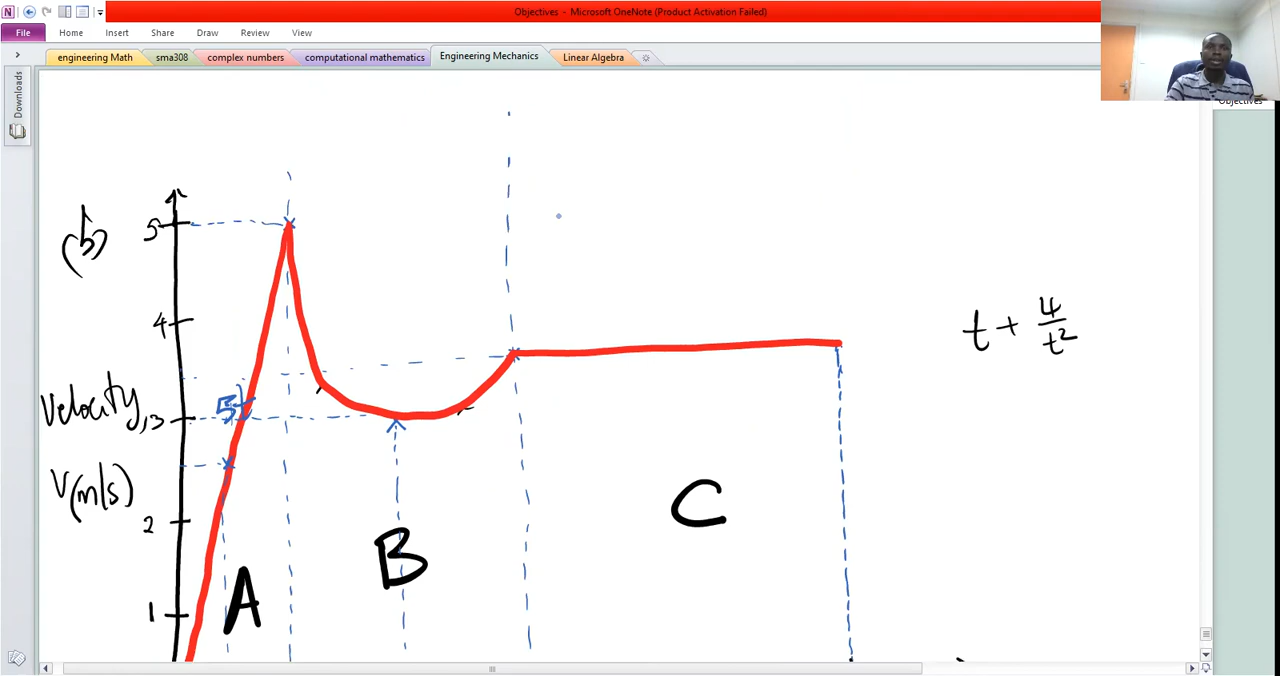 Objectives - Microsoft OneNote (Product Activation Failed)
File Home Insert Share Draw Review View
engineering Math sma308 complex numbers computational mathematics Engineering Mechanics Linear Algebra
Objectives
Downloads
(b)
5
4
t + 4/t²
Velocity, 3
5
V(m/s)
C
2
B
A
1